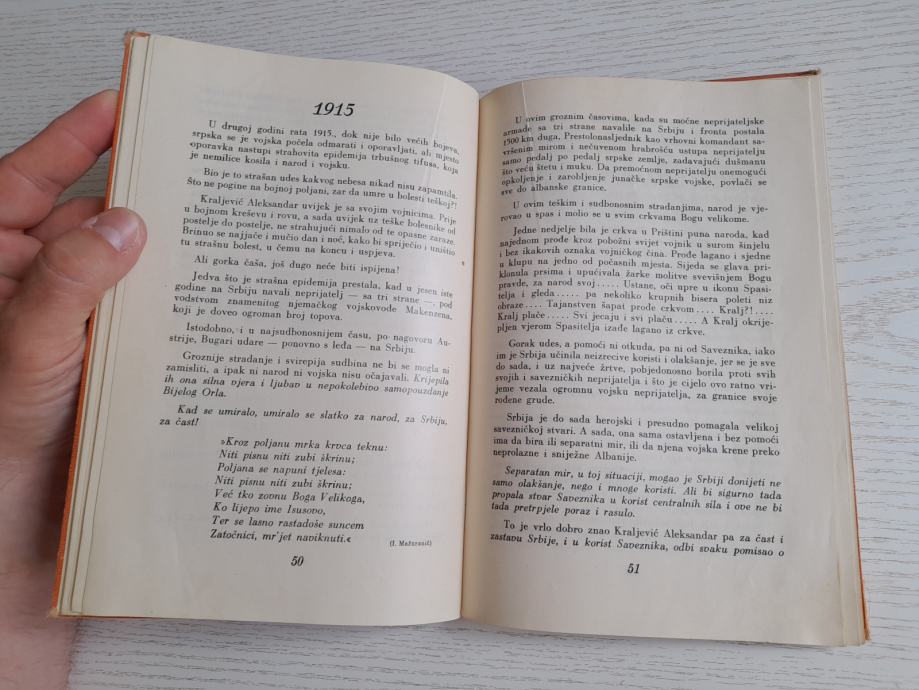 1915
U drugoj godini rata 1915., dok nije bilo većih bojeva,
srpska se je vojska počela odmarati i oporavljati, ali mjesto
oporavka nastupi strahovita epidemija trbušnog tifusa, koja
je nemilice kosila i narod i vojsku.
Bio je to strašan udes kakvog nebesa nikad nisu zapamtila.
Što ne pogine na bojnoj poljani, zar da umre u bolesti teškoj?!
Kraljević Aleksandar uvijek je sa svojim vojnicima. Prije
u bojnom kreševu i rovu, a sada uvijek uz teške bolesnike od
postelje do postelje, ne strahujući nimalo od te opasne zaraze.
Brinuo se najjače i mučio dan i noć, kako bi spriječio i uništio
tu strašnu bolest, u čemu na koncu i uspjeva.
Ali gorka čaša, još dugo neće biti ispijena!
Jedva što je strašna epidemija prestala, kad u jesen iste
godine na Srbiju navali neprijatelj — sa tri strane —, pod
vodstvom znamenitog njemačkog vojskovođe Makenzena,
koji je doveo ogroman broj topova.
Istodobno, i u najsudbonosnijem času, po nagovoru Au-
strije, Bugari udare — ponovno s leđa — na Srbiju.
Groznije stradanje i svirepija sudbina ne bi se mogla ni
zamisliti, a ipak ni narod ni vojska nisu očajavali. Krijepila
ih ona silna vjera i ljubav u nepokolebivo samopouzdanje
Bijelog Orla.
Kad se umiralo, umiralo se slatko za narod, za Srbiju,
za čast!
»Kroz poljanu mrka krvca teknu:
Niti pisnu niti zubi škrinu;
Poljana se napuni tjelesa:
Niti pisnu niti zubi škrinu;
Već tko zovnu Boga Velikoga,
Ko lijepo ime Isusovo,
Ter se lasno rastadoše suncem
Zatočnici, mr'jet naviknuti.«
(I. Mažuranić)
50
U ovim groznim časovima, kada su moćne neprijateljske
armade sa tri strane navalile na Srbiju i fronta postala
1500 km duga, Prestolonasljednik kao vrhovni komandant sa-
vršenim mirom i nečuvenom hrabrošću ustupa neprijatelju
samo pedalj po pedalj srpske zemlje, zadavajući dušmanu
što veću štetu i muku. Da premoćnom neprijatelju onemogući
opkoljenje i zarobljenje junačke srpske vojske, povlači se
sve do albanske granice.
U ovim teškim i sudbonosnim stradanjima, narod je vje-
rovao u spas i molio se u svim crkvama Bogu velikome.
Jedne nedjelje bila je crkva u Prištini puna naroda, kad
najednom prođe kroz pobožni svijet vojnik u surom šinjelu
i bez ikakovih oznaka vojničkog čina. Prođe lagano i sjedne
u klupu na jedno od počasnih mjesta. Sijeda se glava pri-
klonula prsima i upućivala žarke molitve svevišnjem Bogu
pravde, za narod svoj..... Ustane, oči upre u ikonu Spasi-
telja i gleda..... pa nekoliko krupnih bisera poleti niz
obraze.... Tajanstven šapat prođe crkvom.... Kralj?!....
Kralj plače..... Svi jecaju i svi plaču..... A Kralj okrije-
pljen vjerom Spasitelja izađe lagano iz crkve.
Gorak udes, a pomoći ni otkuda, pa ni od Saveznika, iako
im je Srbija učinila neizrecive koristi i olakšanje, jer se je sve
do sada, i uz najveće žrtve, pobjedonosno borila proti svih
svojih i savezničkih neprijatelja i što je cijelo ovo ratno vri-
jeme vezala ogromnu vojsku neprijatelja, za granice svoje
rođene grude.
Srbija je do sada herojski i presudno pomagala velikoj
savezničkoj stvari. A sada, ona sama ostavljena i bez pomoći
ima da bira ili separatni mir, ili da njena vojska krene preko
neprolazne i sniježne Albanije.
Separatan mir, u toj situaciji, mogao je Srbiji donijeti ne
samo olakšanje, nego i mnoge koristi. Ali bi sigurno tada
propala stvar Saveznika u korist centralnih sila i ove ne bi
tada pretrpjele poraz i rasulo.
To je vrlo dobro znao Kraljević Aleksandar pa za čast i
zastavu Srbije, i u korist Saveznika, odbi svaku pomisao o
51